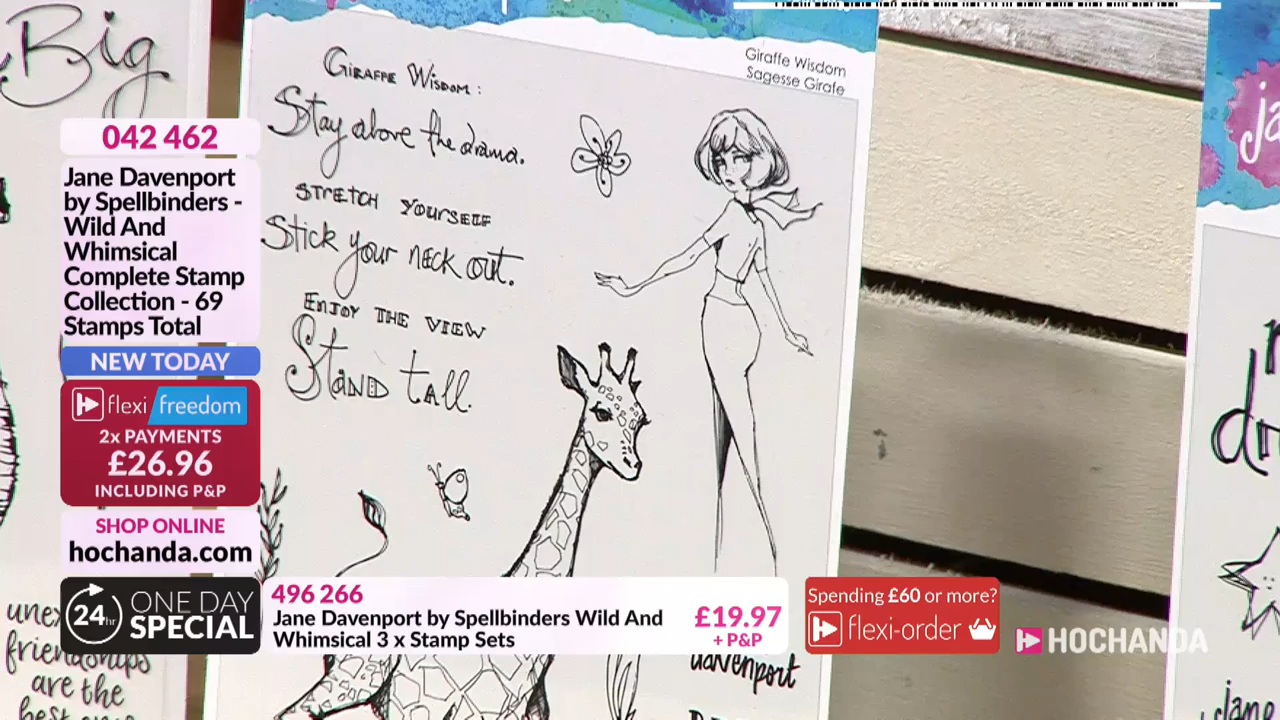 Big
Giraffe Wisdom
Sagesse Girafe
GIRAFFE WISDOM:
Stay above the drama.
STRETCH YOURSELF
Stick your neck out.
ENJOY THE VIEW
Stand tall.
042 462
Jane Davenport
by Spellbinders -
Wild And
Whimsical
Complete Stamp
Collection - 69
Stamps Total
NEW TODAY
flexi freedom
2x PAYMENTS
£26.96
INCLUDING P&P
SHOP ONLINE
hochanda.com
24hr ONE DAY SPECIAL
496 266
Jane Davenport by Spellbinders Wild And
Whimsical 3 x Stamp Sets
£19.97
+ P&P
Spending £60 or more?
flexi-order
HOCHANDA
friendships
are the
davenport
jane